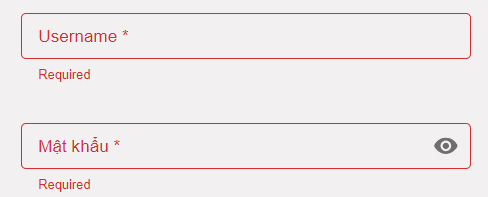 Username *
Required
Mật khẩu *
Required